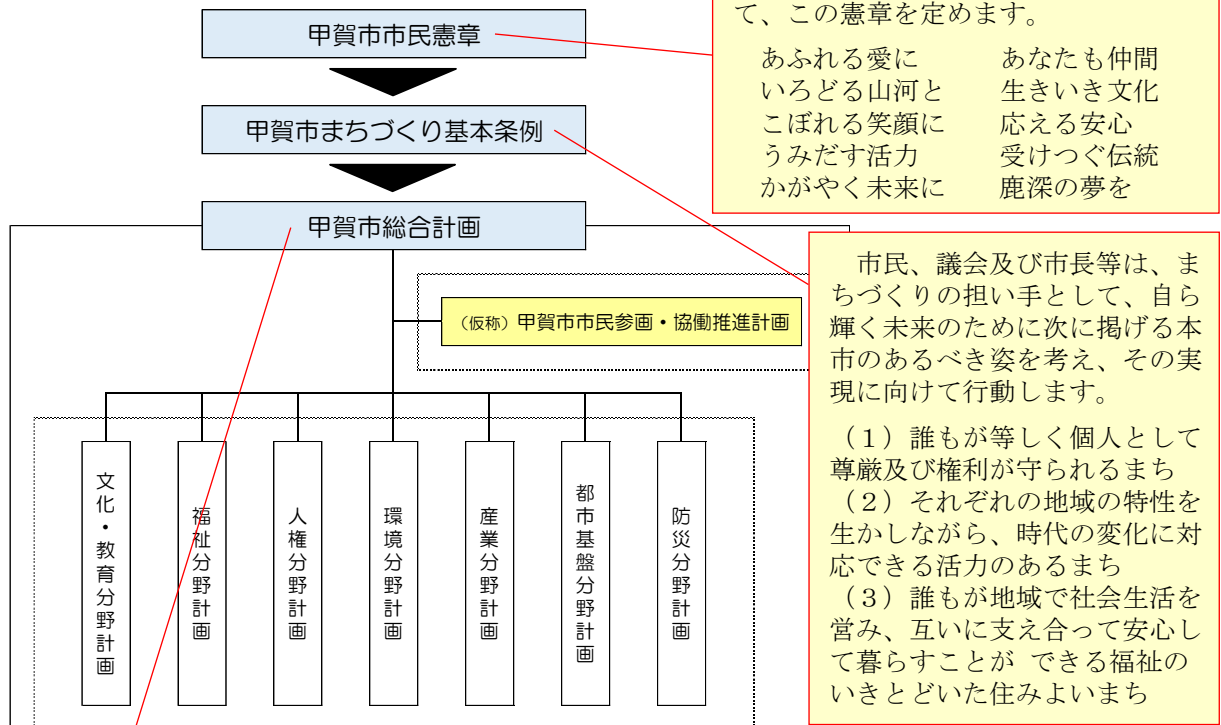 て、この憲章を定めます。
あふれる愛に　　あなたも仲間
いろどる山河と　生きいき文化
こぼれる笑顔に　応える安心
うみだす活力　　受けつぐ伝統
かがやく未来に　鹿深の夢を
甲賀市市民憲章
甲賀市まちづくり基本条例
甲賀市総合計画
（仮称）甲賀市市民参画・協働推進計画
市民、議会及び市長等は、ま
ちづくりの担い手として、自ら
輝く未来のために次に掲げる本
市のあるべき姿を考え、その実
現に向けて行動します。
（１）誰もが等しく個人として
尊厳及び権利が守られるまち
（２）それぞれの地域の特性を
生かしながら、時代の変化に対
応できる活力のあるまち
（３）誰もが地域で社会生活を
営み、互いに支え合って安心し
て暮らすことが できる福祉の
いきとどいた住みよいまち
文化・教育分野計画
福祉分野計画
人権分野計画
環境分野計画
産業分野計画
都市基盤分野計画
防災分野計画